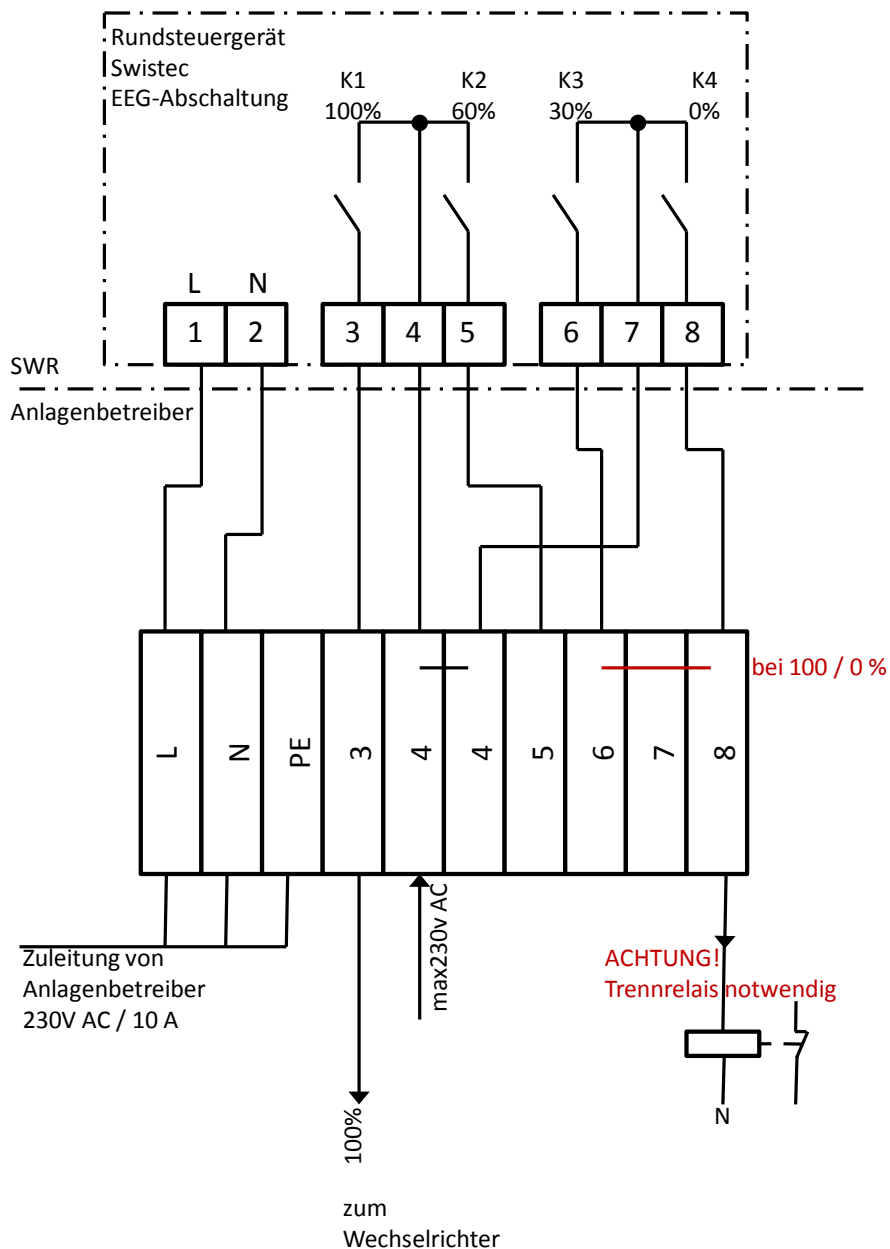 Rundsteuergerät
Swistec
EEG-Abschaltung
K1
100%
K2
60%
K3
30%
K4
0%
L
N
1
2
3
4
5
6
7
8
SWR
Anlagenbetreiber
bei 100 / 0 %
L
N
PE
3
4
4
5
6
7
8
max230v AC
Zuleitung von
Anlagenbetreiber
230V AC / 10 A
ACHTUNG!
Trennrelais notwendig
N
100%
zum
Wechselrichter